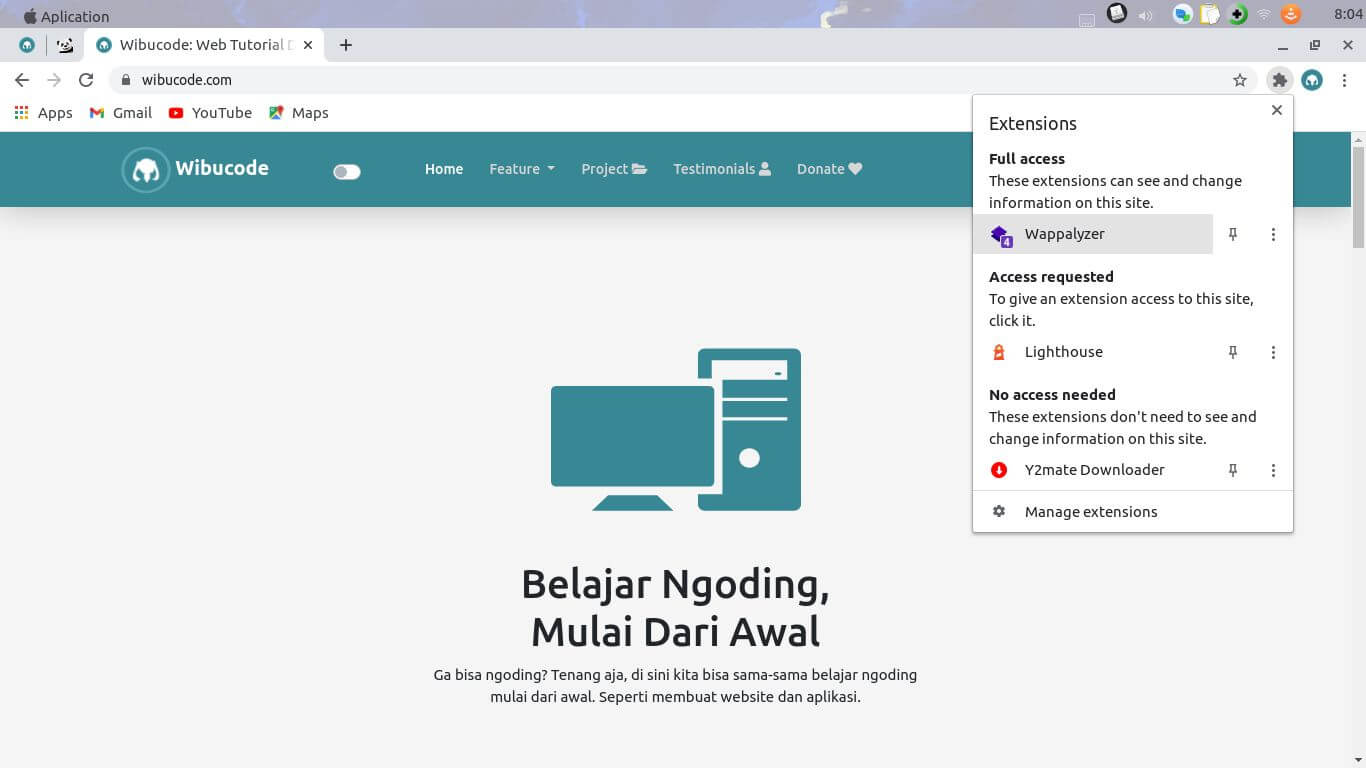 Aplication
8:04
Wibucode: Web Tutorial D
wibucode.com
Apps Gmail YouTube Maps
Wibucode
Home Feature Project Testimonials Donate
Extensions
Full access
These extensions can see and change
information on this site.
4 Wappalyzer
Access requested
To give an extension access to this site,
click it.
Lighthouse
No access needed
These extensions don't need to see and
change information on this site.
Y2mate Downloader
Manage extensions
Belajar Ngoding,
Mulai Dari Awal
Ga bisa ngoding? Tenang aja, di sini kita bisa sama-sama belajar ngoding
mulai dari awal. Seperti membuat website dan aplikasi.